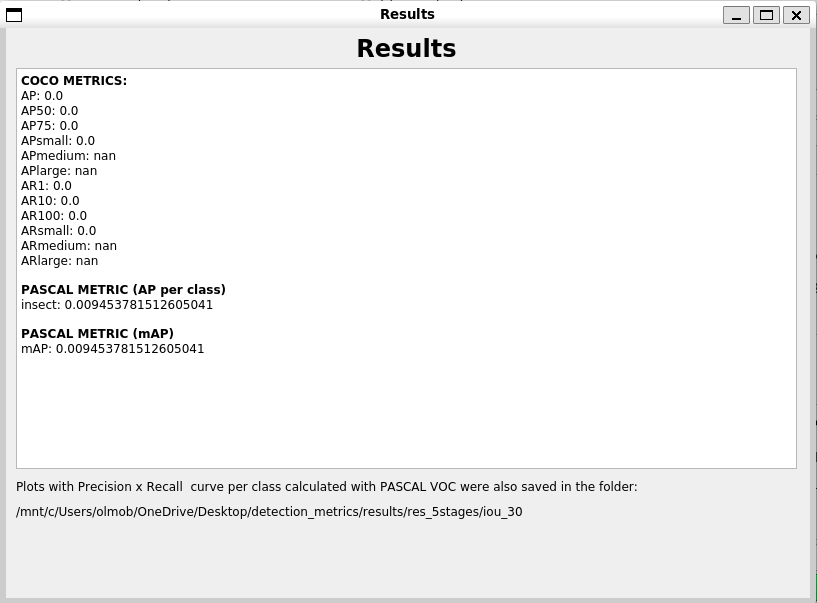 Results
Results
COCO METRICS:
AP: 0.0
AP50: 0.0
AP75: 0.0
APsmall: 0.0
APmedium: nan
APlarge: nan
AR1: 0.0
AR10: 0.0
AR100: 0.0
ARsmall: 0.0
ARmedium: nan
ARlarge: nan
PASCAL METRIC (AP per class)
insect: 0.009453781512605041
PASCAL METRIC (mAP)
mAP: 0.009453781512605041
Plots with Precision x Recall  curve per class calculated with PASCAL VOC were also saved in the folder:
/mnt/c/Users/olmob/OneDrive/Desktop/detection_metrics/results/res_5stages/iou_30